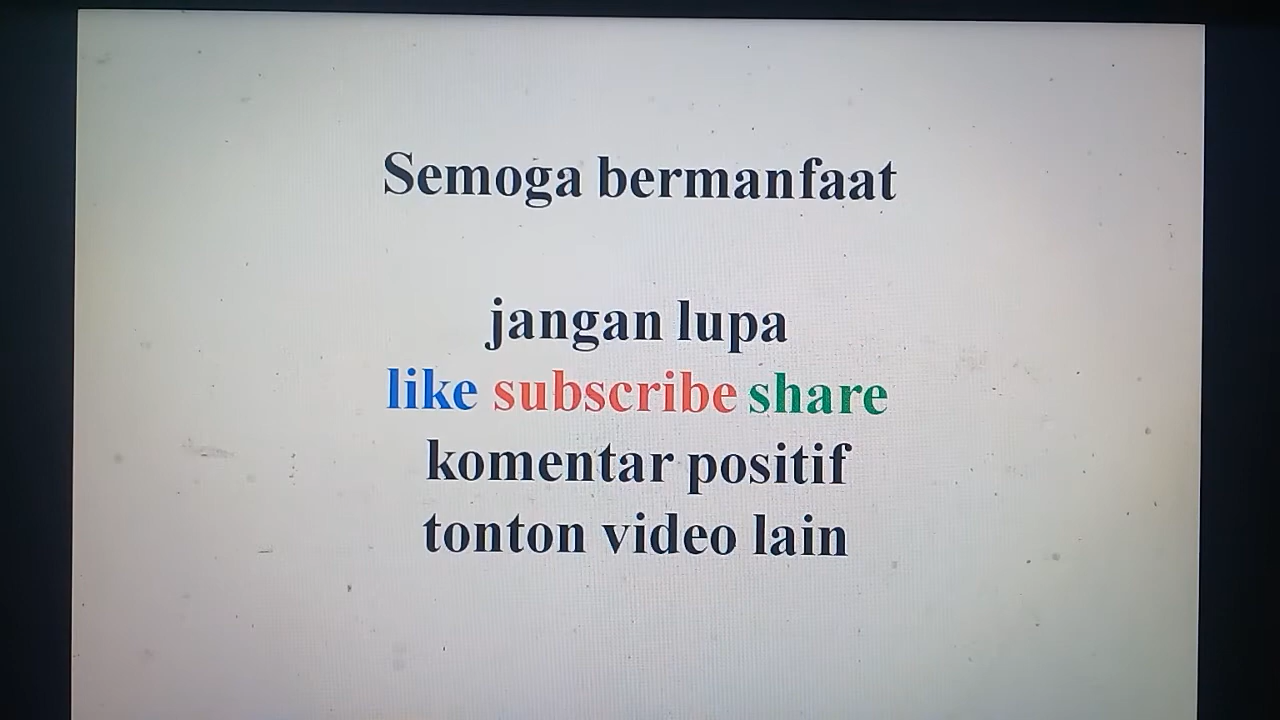 Semoga bermanfaat
jangan lupa
like subscribe share
komentar positif
tonton video lain